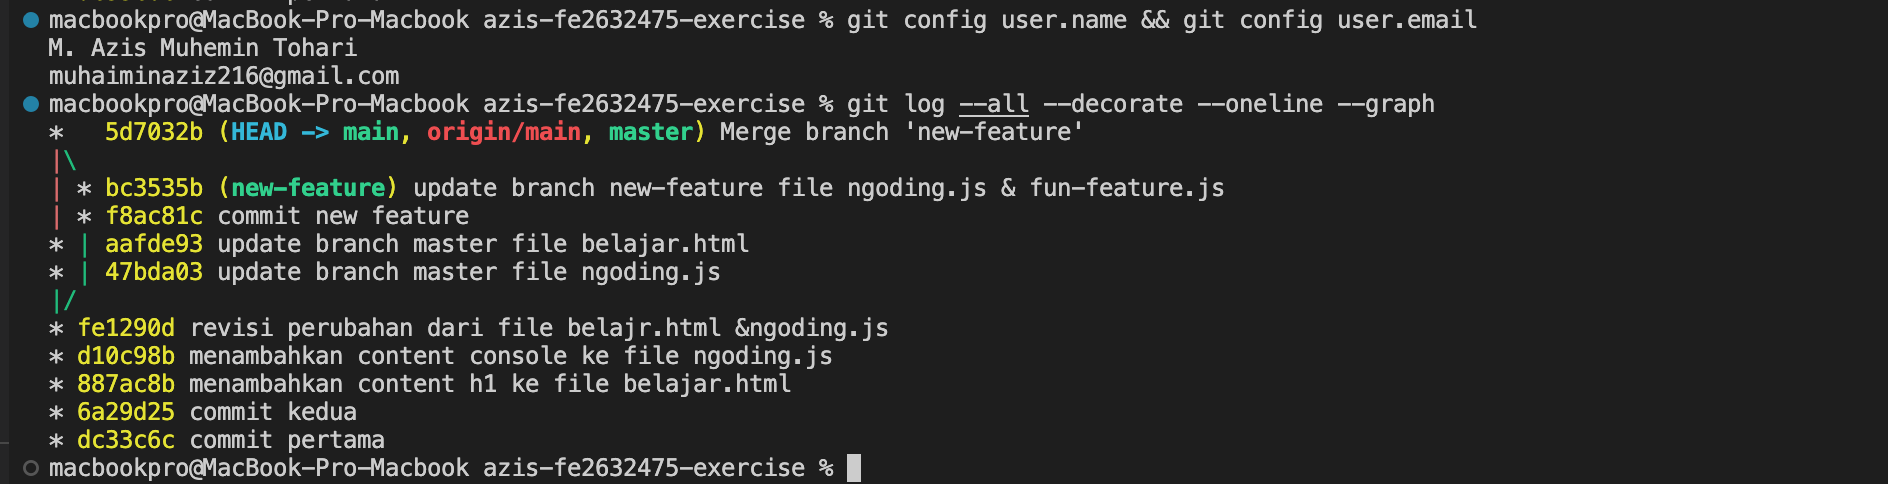 macbookpro@MacBook-Pro-Macbook azis-fe2632475-exercise % git config user.name && git config user.email
M. Azis Muhemin Tohari
muhaiminaziz216@gmail.com
macbookpro@MacBook-Pro-Macbook azis-fe2632475-exercise % git log --all --decorate --oneline --graph
*   5d7032b (HEAD -> main, origin/main, master) Merge branch 'new-feature'
|\
| * bc3535b (new-feature) update branch new-feature file ngoding.js & fun-feature.js
| * f8ac81c commit new feature
* | aafde93 update branch master file belajar.html
* | 47bda03 update branch master file ngoding.js
|/
* fe1290d revisi perubahan dari file belajr.html &ngoding.js
* d10c98b menambahkan content console ke file ngoding.js
* 887ac8b menambahkan content h1 ke file belajar.html
* 6a29d25 commit kedua
* dc33c6c commit pertama
macbookpro@MacBook-Pro-Macbook azis-fe2632475-exercise %